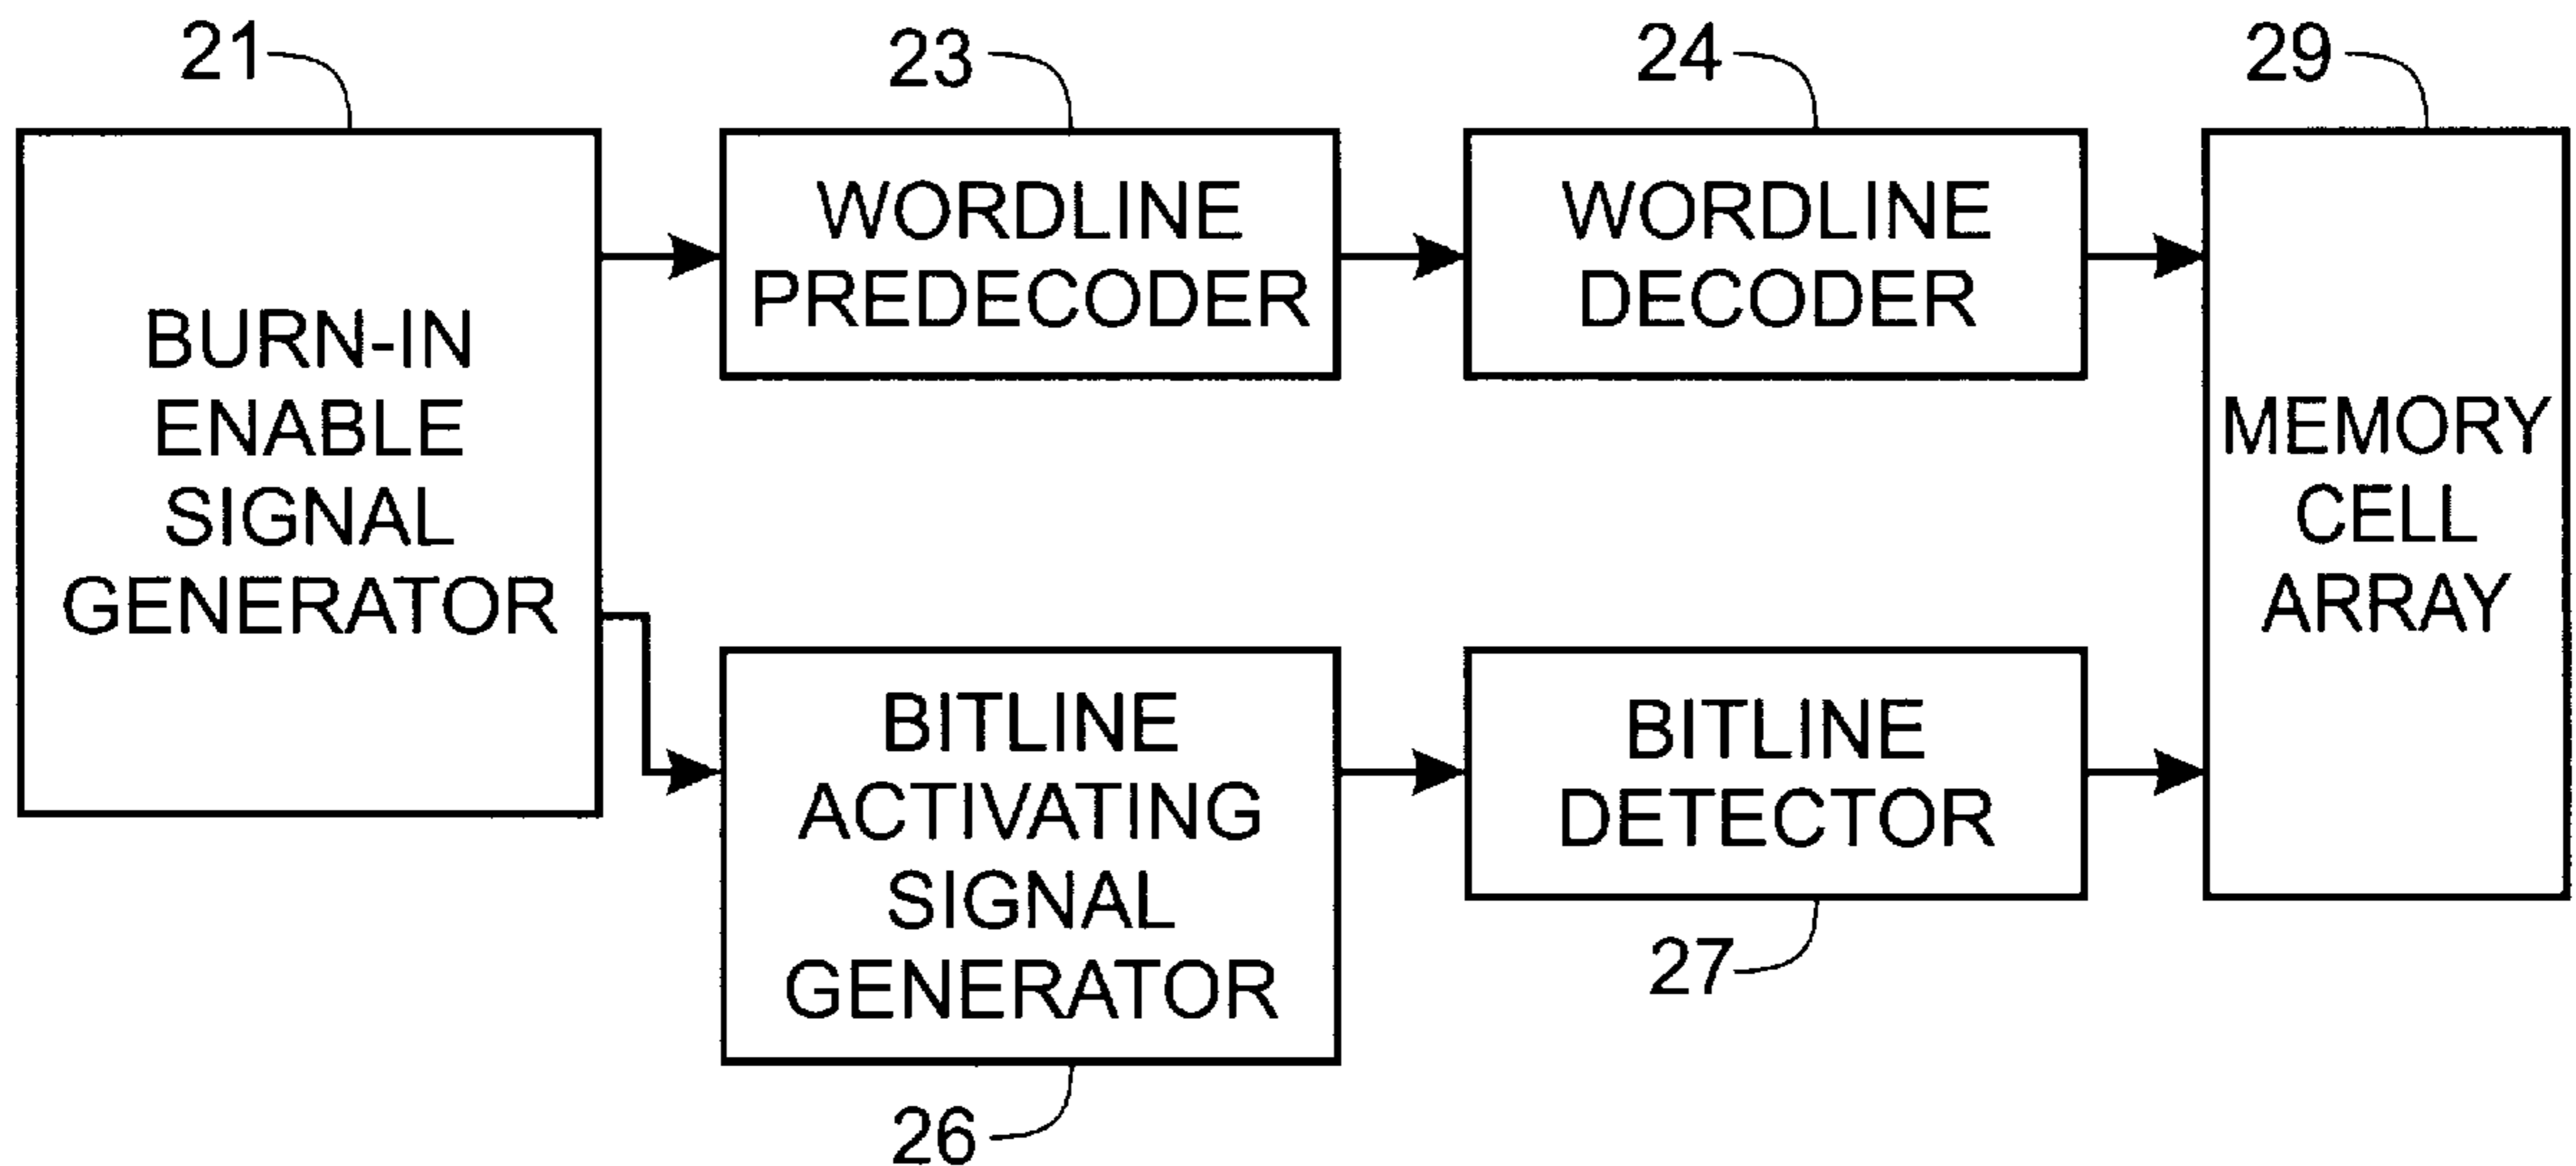 21
23
24
29
BURN-IN
ENABLE
SIGNAL
GENERATOR
WORDLINE
PREDECODER
WORDLINE
DECODER
MEMORY
CELL
ARRAY
BITLINE
ACTIVATING
SIGNAL
GENERATOR
BITLINE
DETECTOR
26
27